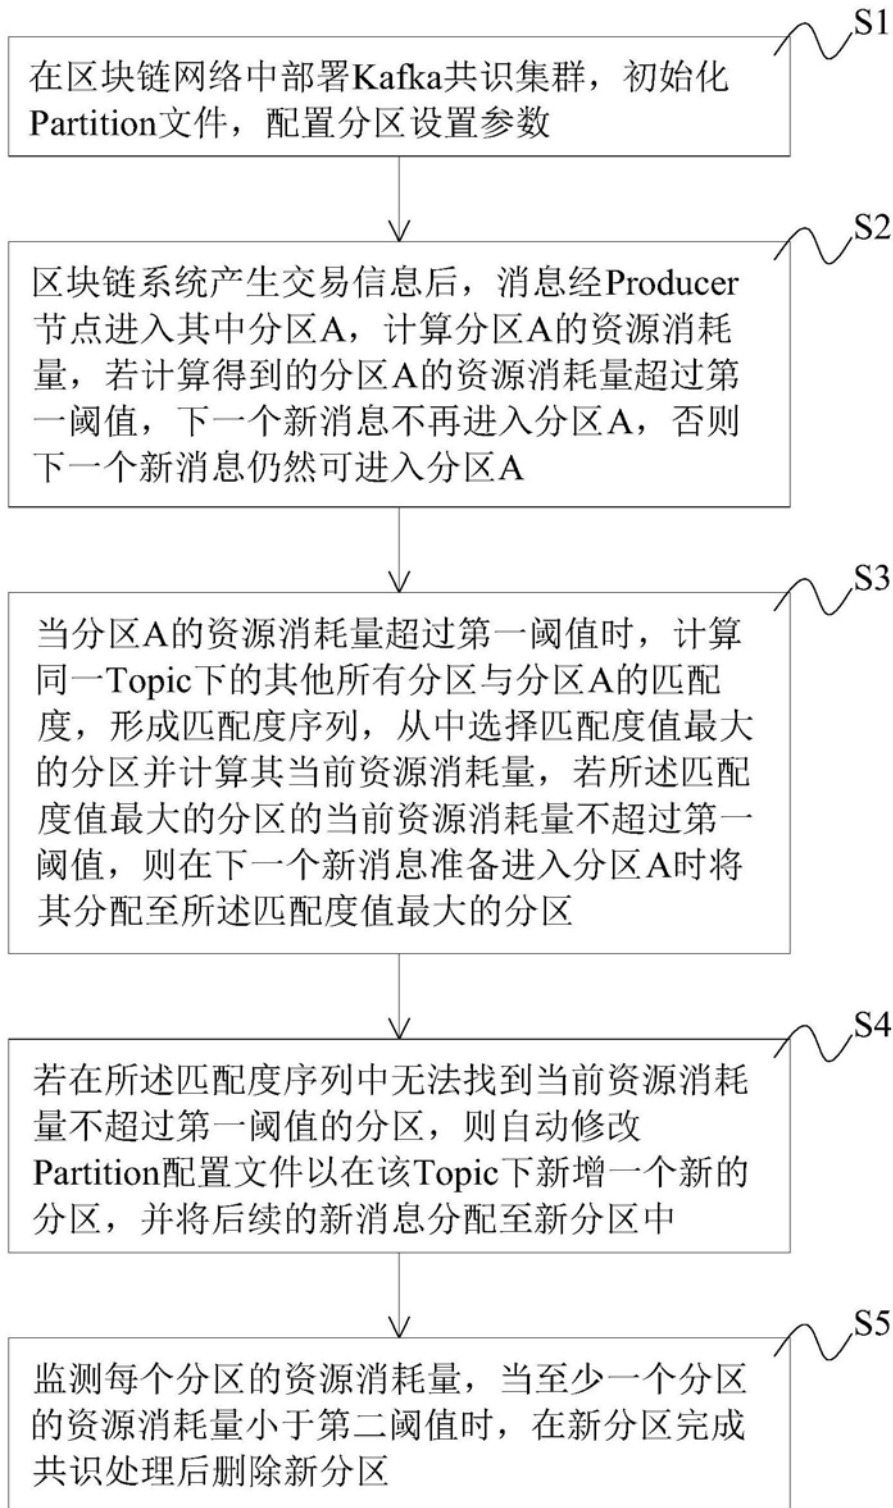 S1
在区块链网络中部署Kafka共识集群，初始化
Partition文件，配置分区设置参数
S2
区块链系统产生交易信息后，消息经Producer
节点进入其中分区A，计算分区A的资源消耗
量，若计算得到的分区A的资源消耗量超过第
一阈值，下一个新消息不再进入分区A，否则
下一个新消息仍然可进入分区A
S3
当分区A的资源消耗量超过第一阈值时，计算
同一Topic下的其他所有分区与分区A的匹配
度，形成匹配度序列，从中选择匹配度值最大
的分区并计算其当前资源消耗量，若所述匹配
度值最大的分区的当前资源消耗量不超过第一
阈值，则在下一个新消息准备进入分区A时将
其分配至所述匹配度值最大的分区
S4
若在所述匹配度序列中无法找到当前资源消耗
量不超过第一阈值的分区，则自动修改
Partition配置文件以在该Topic下新增一个新的
分区，并将后续的新消息分配至新分区中
S5
监测每个分区的资源消耗量，当至少一个分区
的资源消耗量小于第二阈值时，在新分区完成
共识处理后删除新分区